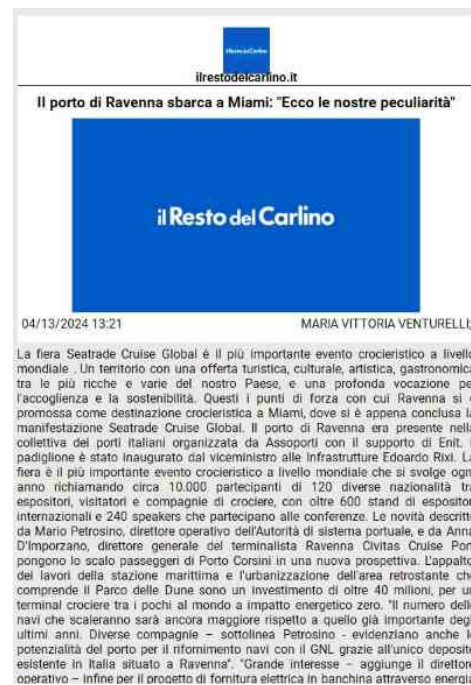 il Resto del Carlino
ilrestodelcarlino.it
Il porto di Ravenna sbarca a Miami: "Ecco le nostre peculiarità"
il Resto del Carlino
04/13/2024 13:21 MARIA VITTORIA VENTURELLI;
La fiera Seatrade Cruise Global è il più importante evento crocieristico a livello
mondiale . Un territorio con una offerta turistica, culturale, artistica, gastronomica
tra le più ricche e varie del nostro Paese, e una profonda vocazione per
l'accoglienza e la sostenibilità. Questi i punti di forza con cui Ravenna si è
promossa come destinazione crocieristica a Miami, dove si è appena conclusa la
manifestazione Seatrade Cruise Global. Il porto di Ravenna era presente nella
collettiva dei porti italiani organizzata da Assoporti con il supporto di Enit.
padiglione è stato inaugurato dal viceministro alle Infrastrutture Edoardo Rixi. La
fiera è il più importante evento crocieristico a livello mondiale che si svolge ogni
anno richiamando circa 10.000 partecipanti di 120 diverse nazionalità tra
espositori, visitatori e compagnie di crociere, con oltre 600 stand di espositori
internazionali e 240 speakers che partecipano alle conferenze. Le novità descritte
da Mario Petrosino, direttore operativo dell'Autorità di sistema portuale, e da Anna
D'Imporzano, direttore generale del terminalista Ravenna Civitas Cruise Port
pongono lo scalo passeggeri di Porto Corsini in una nuova prospettiva. L'appalto
dei lavori della stazione marittima e l'urbanizzazione dell'area retrostante che
comprende il Parco delle Dune sono un investimento di oltre 40 milioni, per un
terminal crociere tra i pochi al mondo a impatto energetico zero. "Il numero delle
navi che scaleranno sarà ancora maggiore rispetto a quello già importante degli
ultimi anni. Diverse compagnie – sottolinea Petrosino - evidenziano anche le
potenzialità del porto per il rifornimento navi con il GNL grazie all'unico deposito
esistente in Italia situato a Ravenna". "Grande interesse – aggiunge il direttore
operativo – infine per il progetto di fornitura elettrica in banchina attraverso energia